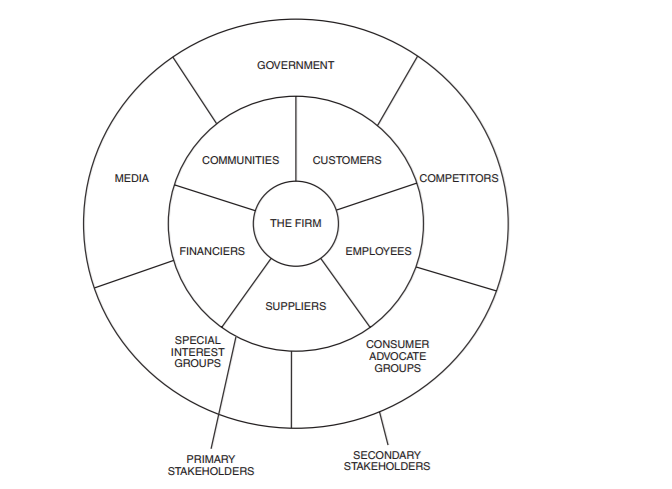 GOVERNMENT
COMMUNITIES
CUSTOMERS
MEDIA
COMPETITORS
THE FIRM
FINANCIERS
EMPLOYEES
SUPPLIERS
SPECIAL
INTEREST
GROUPS
CONSUMER
ADVOCATE
GROUPS
PRIMARY
STAKEHOLDERS
SECONDARY
STAKEHOLDERS